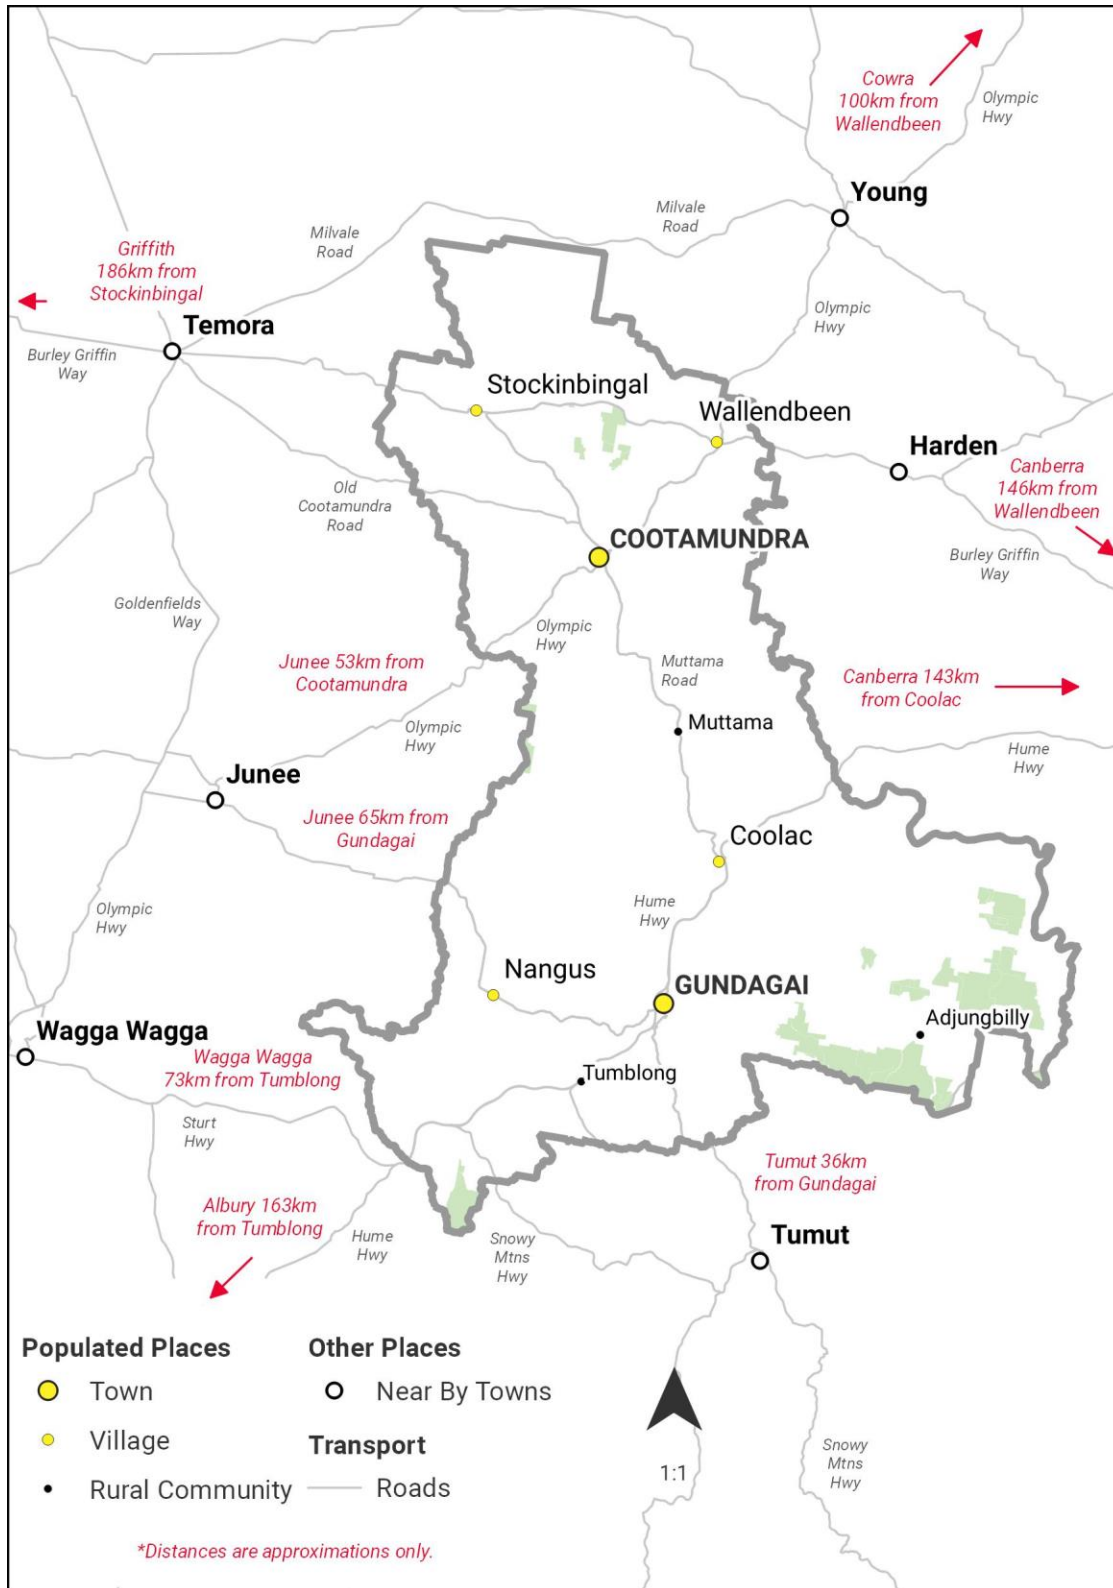 Cowra
100km from
Wallendbeen
Olympic
Hwy
Young
Milvale
Road
Milvale
Road
Griffith
186km from
Stockinbingal
Temora
Burley Griffin
Way
Olympic
Hwy
Stockinbingal
Wallendbeen
Harden
Canberra
146km from
Wallendbeen
Old
Cootamundra
Road
COOTAMUNDRA
Burley Griffin
Way
Goldenfields
Way
Olympic
Hwy
Junee 53km from
Cootamundra
Muttama
Road
Canberra 143km
from Coolac
Muttama
Olympic
Hwy
Hume
Hwy
Junee
Junee 65km from
Gundagai
Coolac
Olympic
Hwy
Hume
Hwy
Nangus
GUNDAGAI
Adjungbilly
Wagga Wagga
Wagga Wagga
73km from Tumblong
Tumblong
Sturt
Hwy
Tumut 36km
from Gundagai
Albury 163km
from Tumblong
Hume
Hwy
Snowy
Mtns
Hwy
Tumut
Populated Places
Town
Village
Rural Community
Other Places
Near By Towns
Transport
Roads
1:1
Snowy
Mtns
Hwy
*Distances are approximations only.